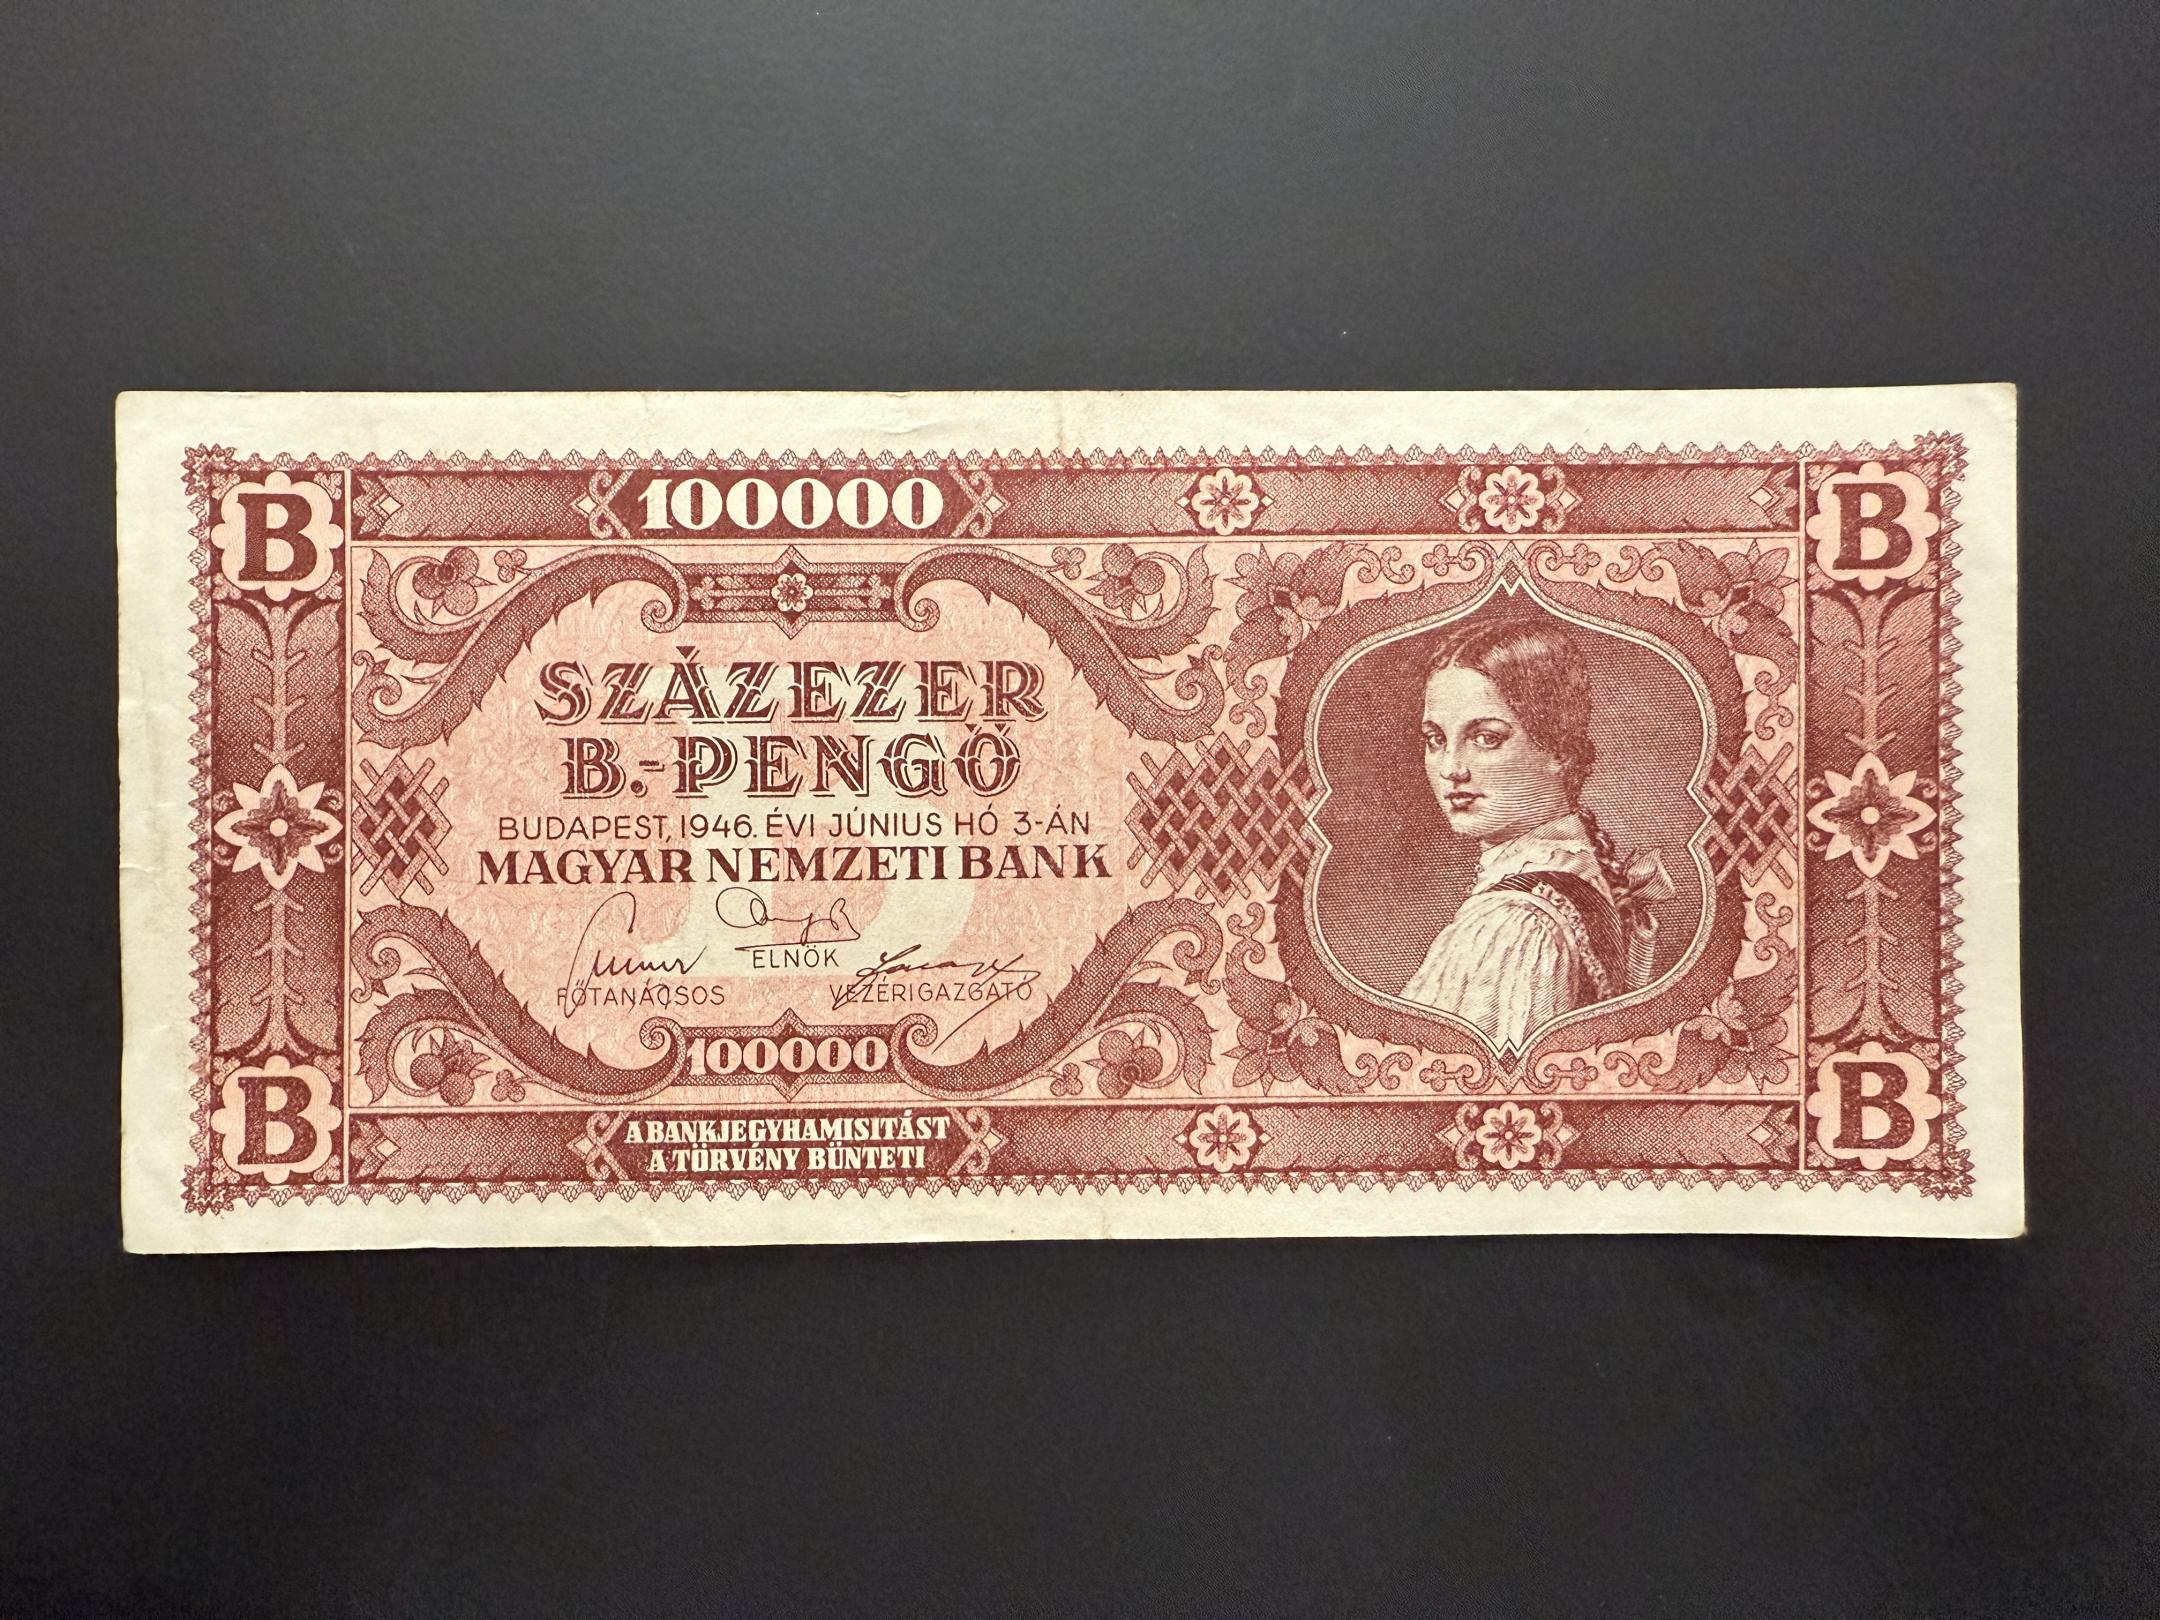 B 100000 B
SZÁZEZER
B.-PENGŐ
BUDAPEST, 1946. ÉVI JÚNIUS HÓ 3-ÁN
MAGYAR NEMZETI BANK
ELNÖK
FŐTANÁCSOS VEZÉRIGAZGATÓ
100000
B B
A BANKJEGYHAMISITÁST
A TÖRVÉNY BÜNTETI